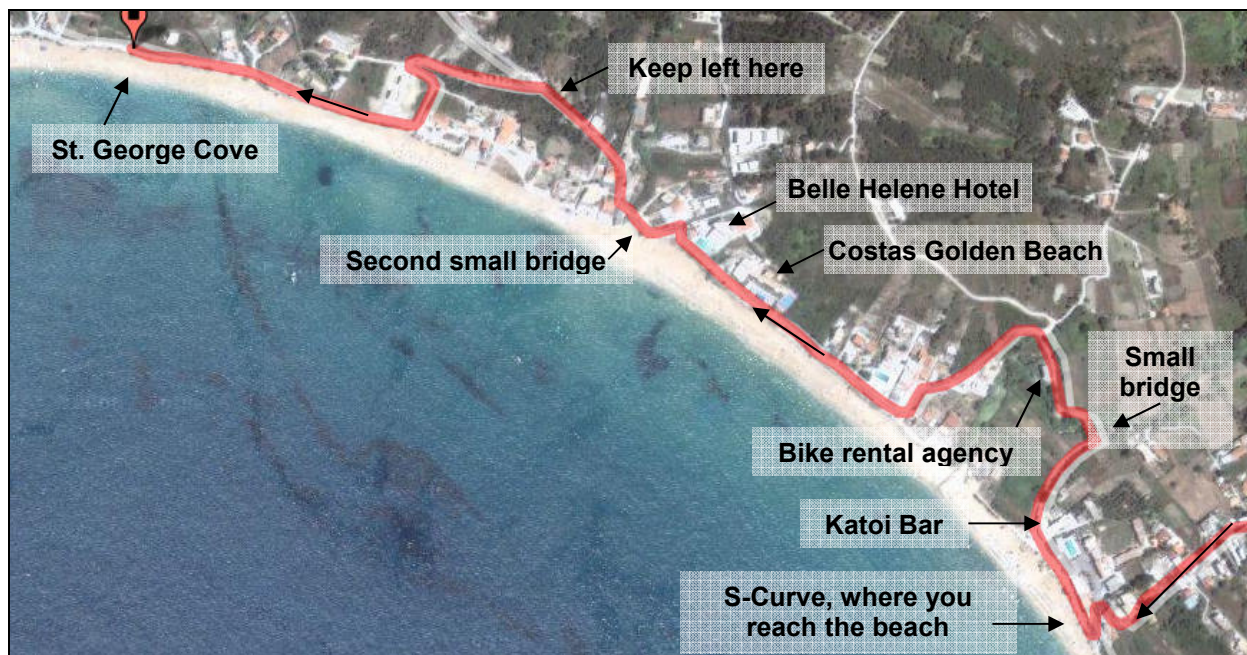 Keep left here
St. George Cove
Belle Helene Hotel
Second small bridge
Costas Golden Beach
Small
bridge
Bike rental agency
Katoi Bar
S-Curve, where you
reach the beach